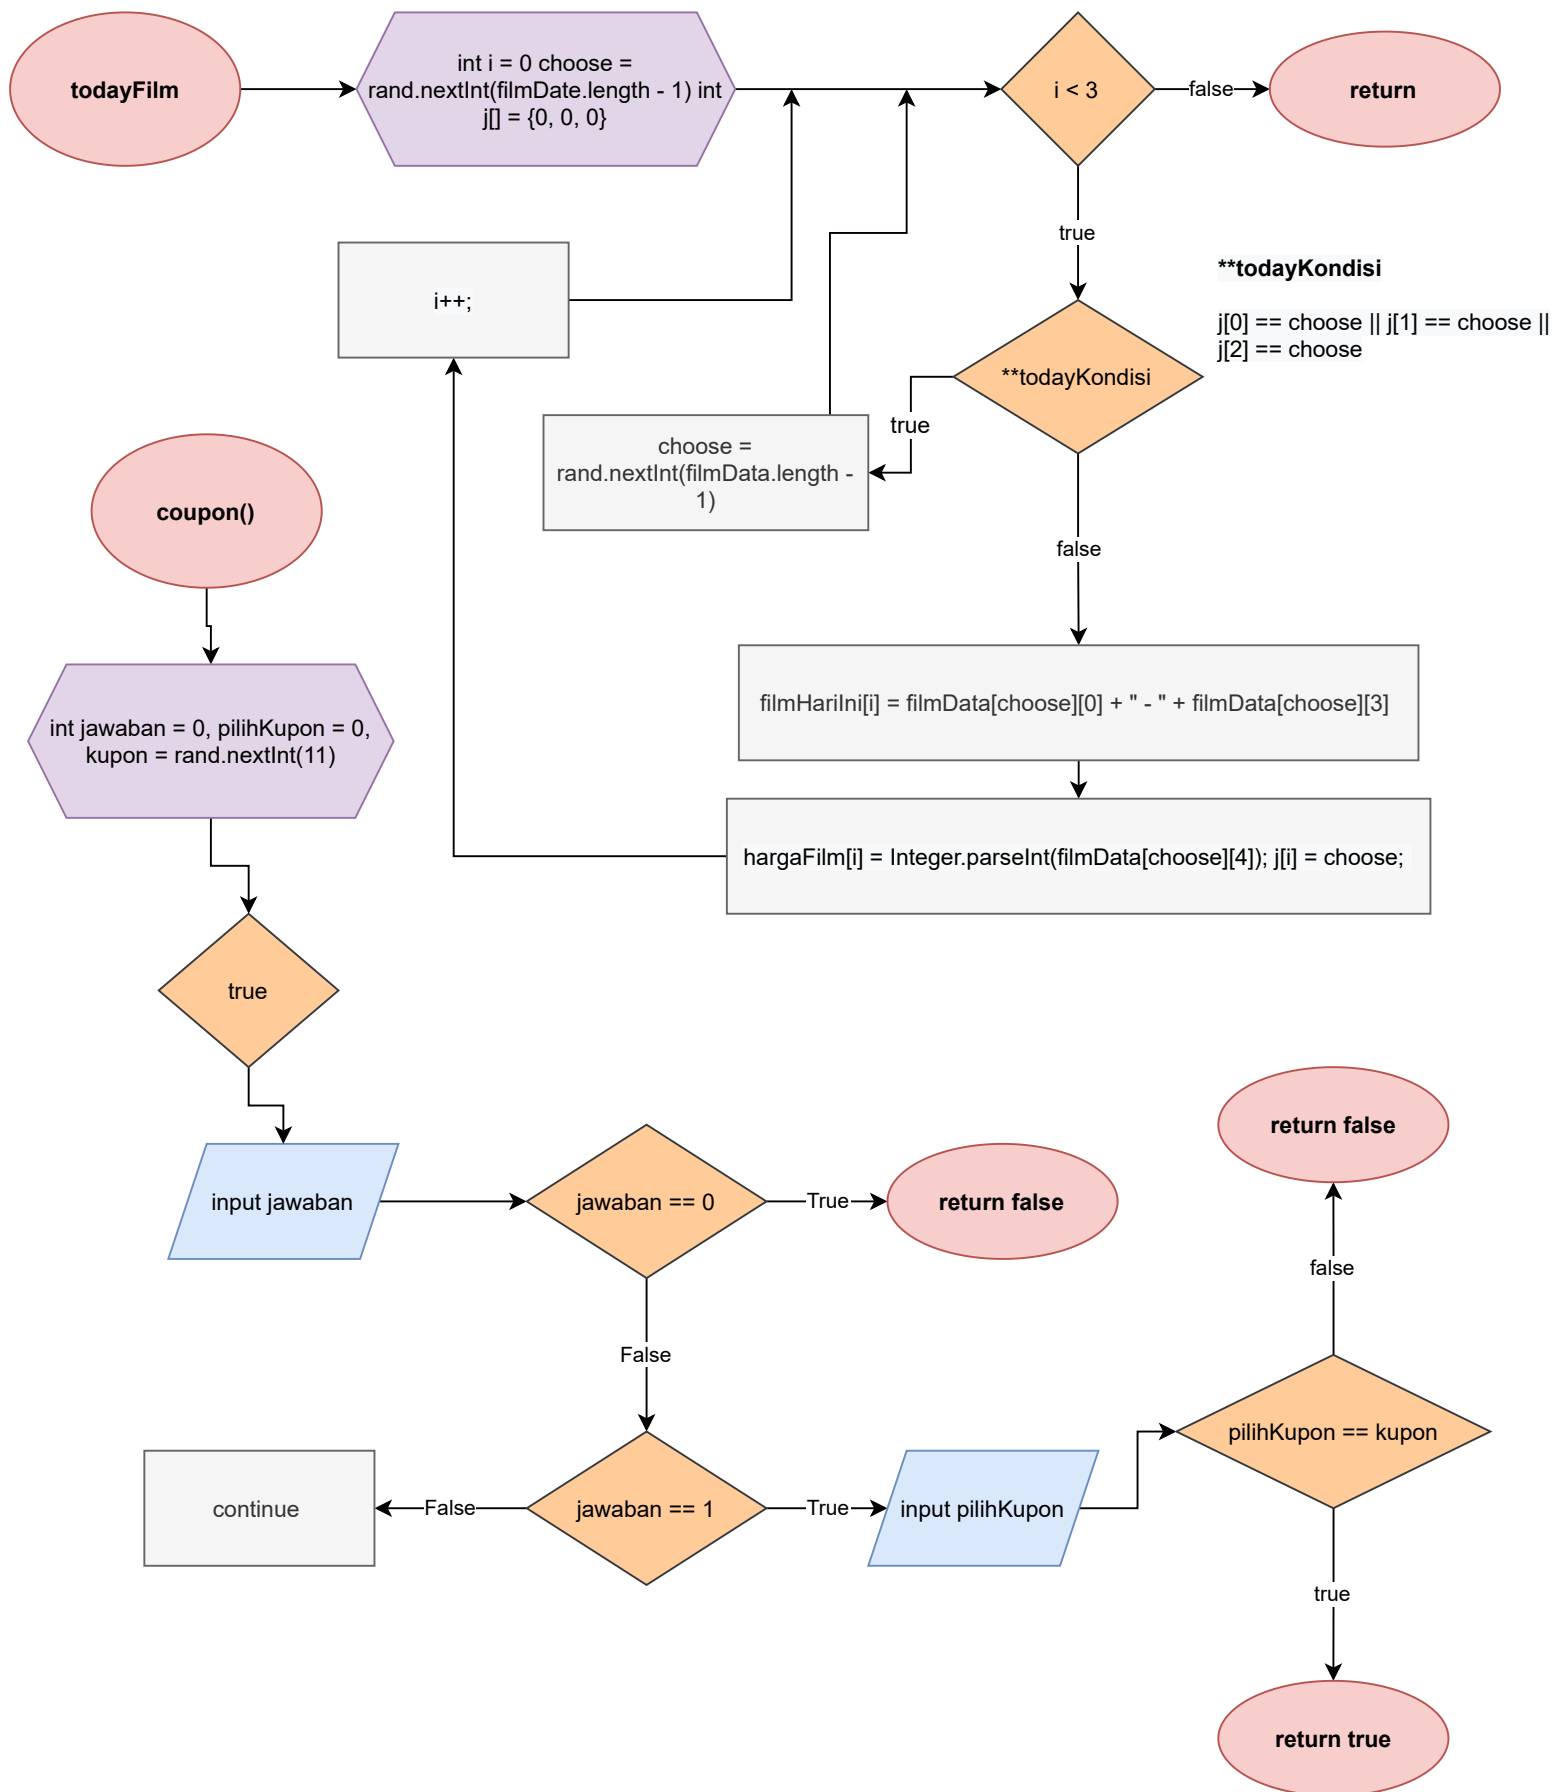 todayFilm
int i = 0 choose =
rand.nextInt(filmDate.length - 1) int
j[] = {0, 0, 0}
i < 3
false
return
true
**todayKondisi
j[0] == choose || j[1] == choose ||
j[2] == choose
i++;
**todayKondisi
true
choose =
rand.nextInt(filmData.length -
1)
false
filmHariIni[i] = filmData[choose][0] + " - " + filmData[choose][3]
hargaFilm[i] = Integer.parseInt(filmData[choose][4]); j[i] = choose;
coupon()
int jawaban = 0, pilihKupon = 0,
kupon = rand.nextInt(11)
true
input jawaban
jawaban == 0
True
return false
False
jawaban == 1
False
continue
True
input pilihKupon
pilihKupon == kupon
false
return false
true
return true